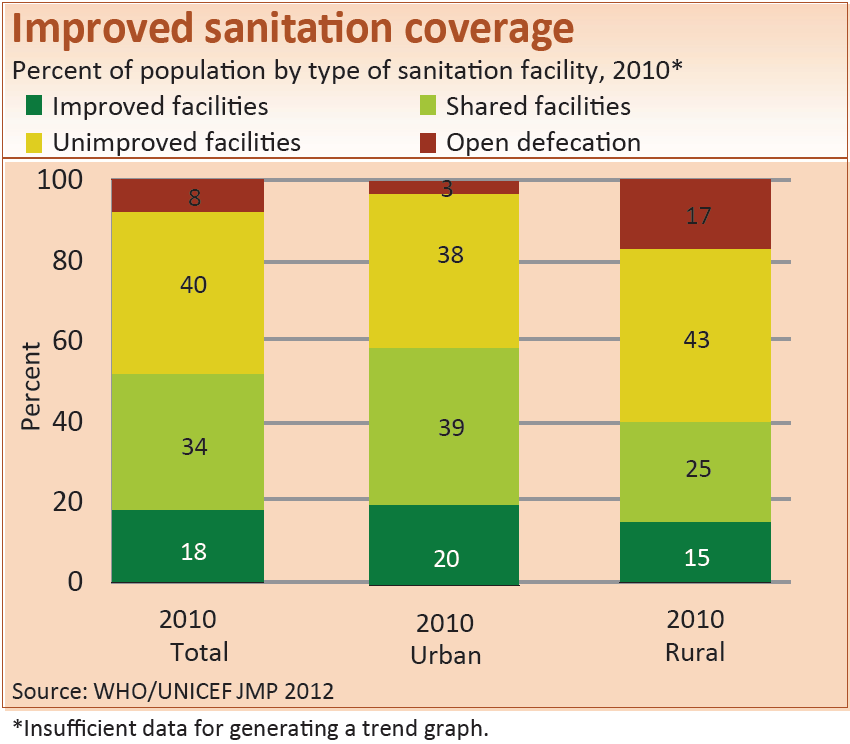 Improved sanitation coverage
Percent of population by type of sanitation facility, 2010*
Improved facilities
Shared facilities
Unimproved facilities
Open defecation
Percent
100
80
60
40
20
0
8
40
34
18
3
38
39
20
17
43
25
15
2010
Total
2010
Urban
2010
Rural
Source: WHO/UNICEF JMP 2012
*Insufficient data for generating a trend graph.